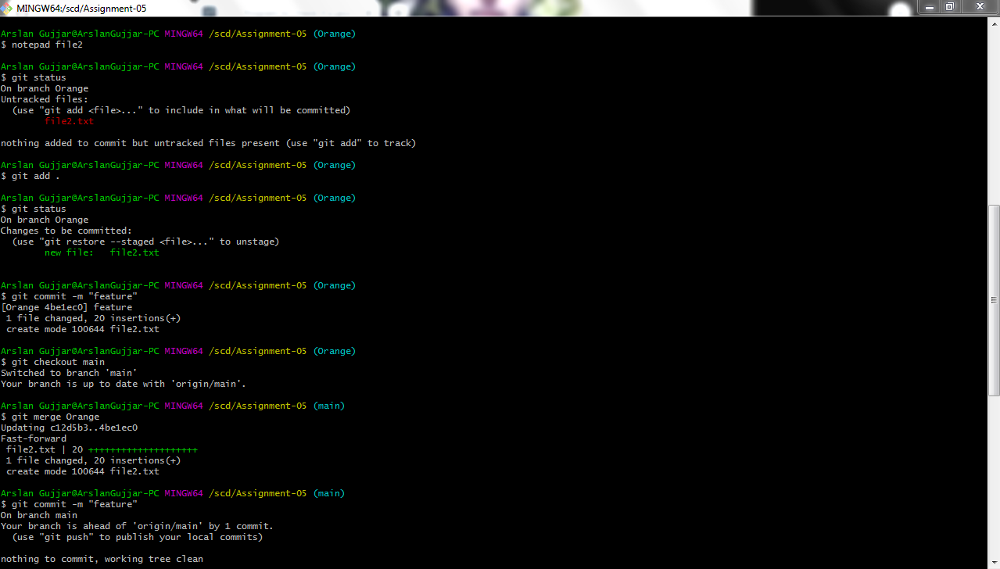 MINGW64:/scd/Assignment-05
Arslan Gujjar@ArslanGujjar-PC MINGW64 /scd/Assignment-05 (Orange)
$ notepad file2
Arslan Gujjar@ArslanGujjar-PC MINGW64 /scd/Assignment-05 (Orange)
$ git status
On branch Orange
Untracked files:
  (use "git add <file>..." to include in what will be committed)
        file2.txt
nothing added to commit but untracked files present (use "git add" to track)
Arslan Gujjar@ArslanGujjar-PC MINGW64 /scd/Assignment-05 (Orange)
$ git add .
Arslan Gujjar@ArslanGujjar-PC MINGW64 /scd/Assignment-05 (Orange)
$ git status
On branch Orange
Changes to be committed:
  (use "git restore --staged <file>..." to unstage)
        new file:   file2.txt
Arslan Gujjar@ArslanGujjar-PC MINGW64 /scd/Assignment-05 (Orange)
$ git commit -m "feature"
[Orange 4be1ec0] feature
 1 file changed, 20 insertions(+)
 create mode 100644 file2.txt
Arslan Gujjar@ArslanGujjar-PC MINGW64 /scd/Assignment-05 (Orange)
$ git checkout main
Switched to branch 'main'
Your branch is up to date with 'origin/main'.
Arslan Gujjar@ArslanGujjar-PC MINGW64 /scd/Assignment-05 (main)
$ git merge Orange
Updating c12d5b3..4be1ec0
Fast-forward
 file2.txt | 20 ++++++++++++++++++++
 1 file changed, 20 insertions(+)
 create mode 100644 file2.txt
Arslan Gujjar@ArslanGujjar-PC MINGW64 /scd/Assignment-05 (main)
$ git commit -m "feature"
On branch main
Your branch is ahead of 'origin/main' by 1 commit.
  (use "git push" to publish your local commits)
nothing to commit, working tree clean